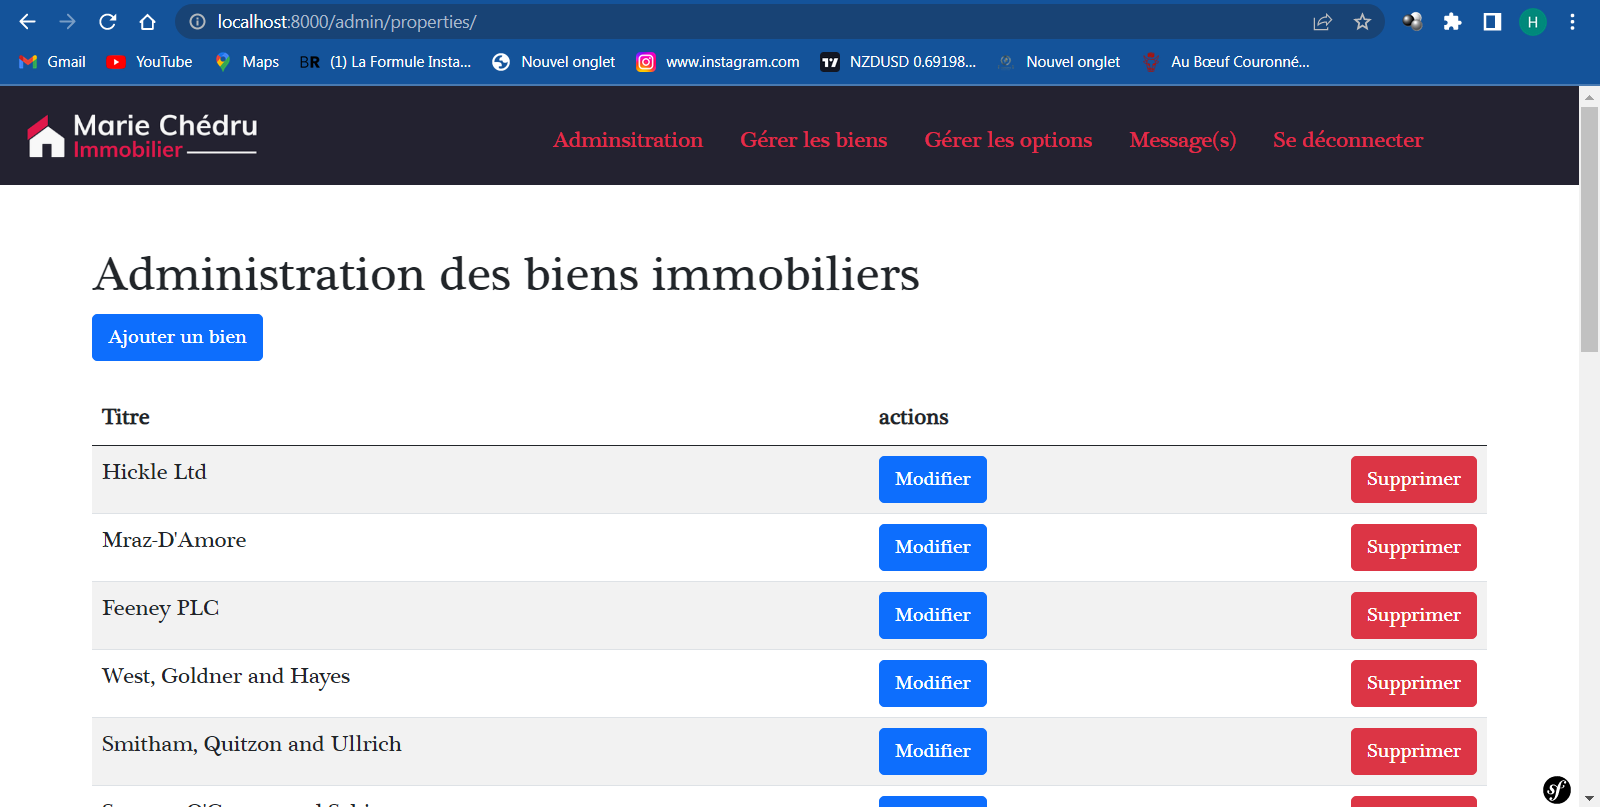 localhost:8000/admin/properties/
H
Gmail YouTube Maps BR (1) La Formule Insta... Nouvel onglet www.instagram.com NZDUSD 0.69198... Nouvel onglet Au Bœuf Couronné...
Marie Chédru
Immobilier
Adminsitration Gérer les biens Gérer les options Message(s) Se déconnecter
Administration des biens immobiliers
Ajouter un bien
Titre actions
Hickle Ltd Modifier Supprimer
Mraz-D'Amore Modifier Supprimer
Feeney PLC Modifier Supprimer
West, Goldner and Hayes Modifier Supprimer
Smitham, Quitzon and Ullrich Modifier Supprimer
sf